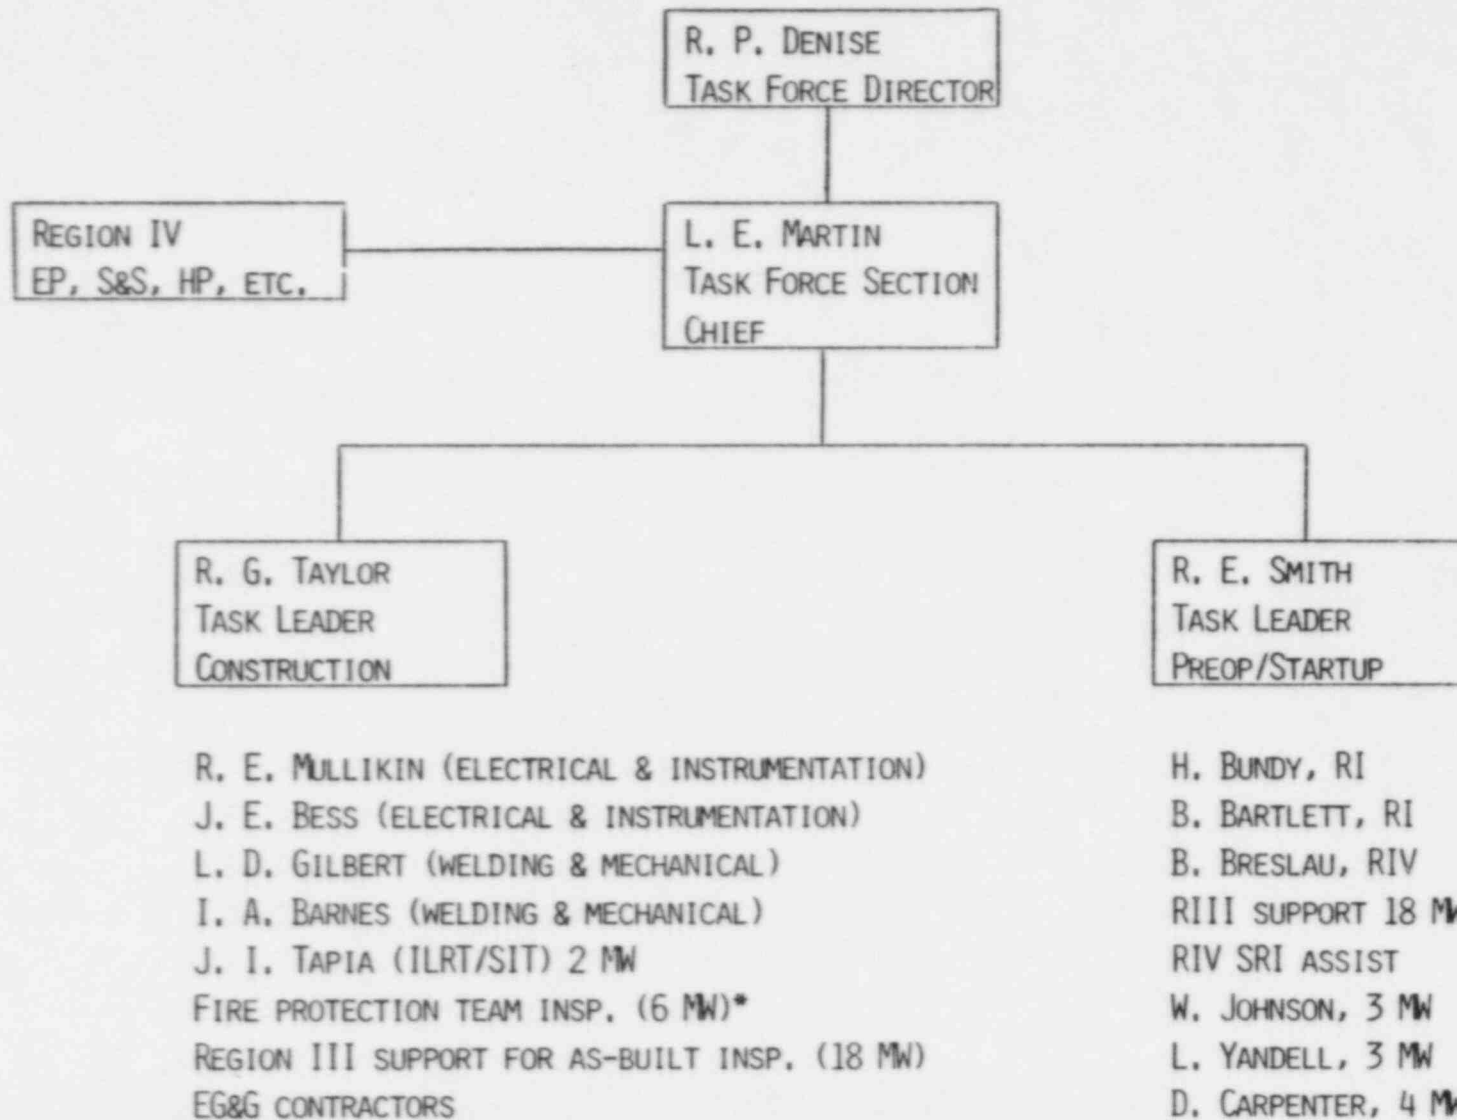 R. P. DENISE
TASK FORCE DIRECTOR
REGION IV
EP, S&S, HP, ETC.
L. E. MARTIN
TASK FORCE SECTION
CHIEF
R. G. TAYLOR
TASK LEADER
CONSTRUCTION
R. E. SMITH
TASK LEADER
PREOP/STARTUP
R. E. MULLIKIN (ELECTRICAL & INSTRUMENTATION)
J. E. BESS (ELECTRICAL & INSTRUMENTATION)
L. D. GILBERT (WELDING & MECHANICAL)
I. A. BARNES (WELDING & MECHANICAL)
J. I. TAPIA (ILRT/SIT) 2 MW
FIRE PROTECTION TEAM INSP. (6 MW)*
REGION III SUPPORT FOR AS-BUILT INSP. (18 MW)
EG&G CONTRACTORS
H. BUNDY, RI
B. BARTLETT, RI
B. BRESLAU, RIV
RIII SUPPORT 18 MW
RIV SRI ASSIST
W. JOHNSON, 3 MW
L. YANDELL, 3 MW
D. CARPENTER, 4 MW